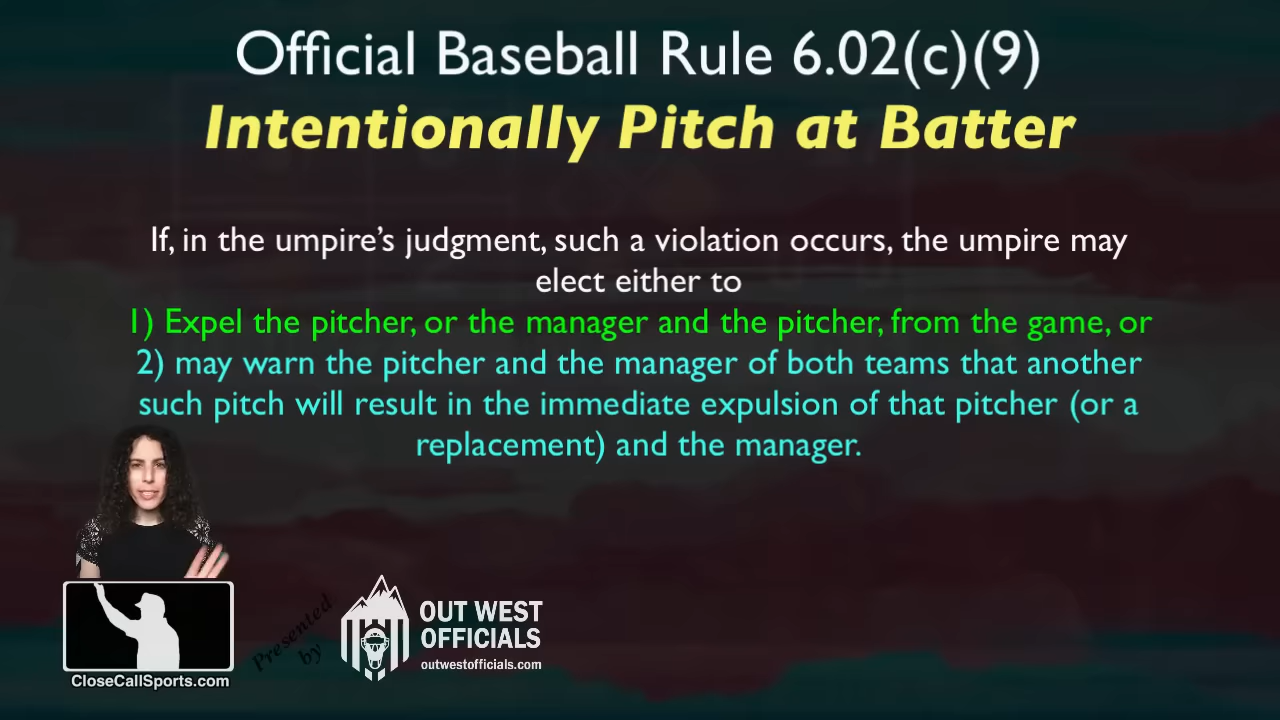 Official Baseball Rule 6.02(c)(9)
Intentionally Pitch at Batter
If, in the umpire’s judgment, such a violation occurs, the umpire may
elect either to
1) Expel the pitcher, or the manager and the pitcher, from the game, or
2) may warn the pitcher and the manager of both teams that another
such pitch will result in the immediate expulsion of that pitcher (or a
replacement) and the manager.
CloseCallSports.com
Presented
by
OUT WEST
OFFICIALS
outwestofficials.com